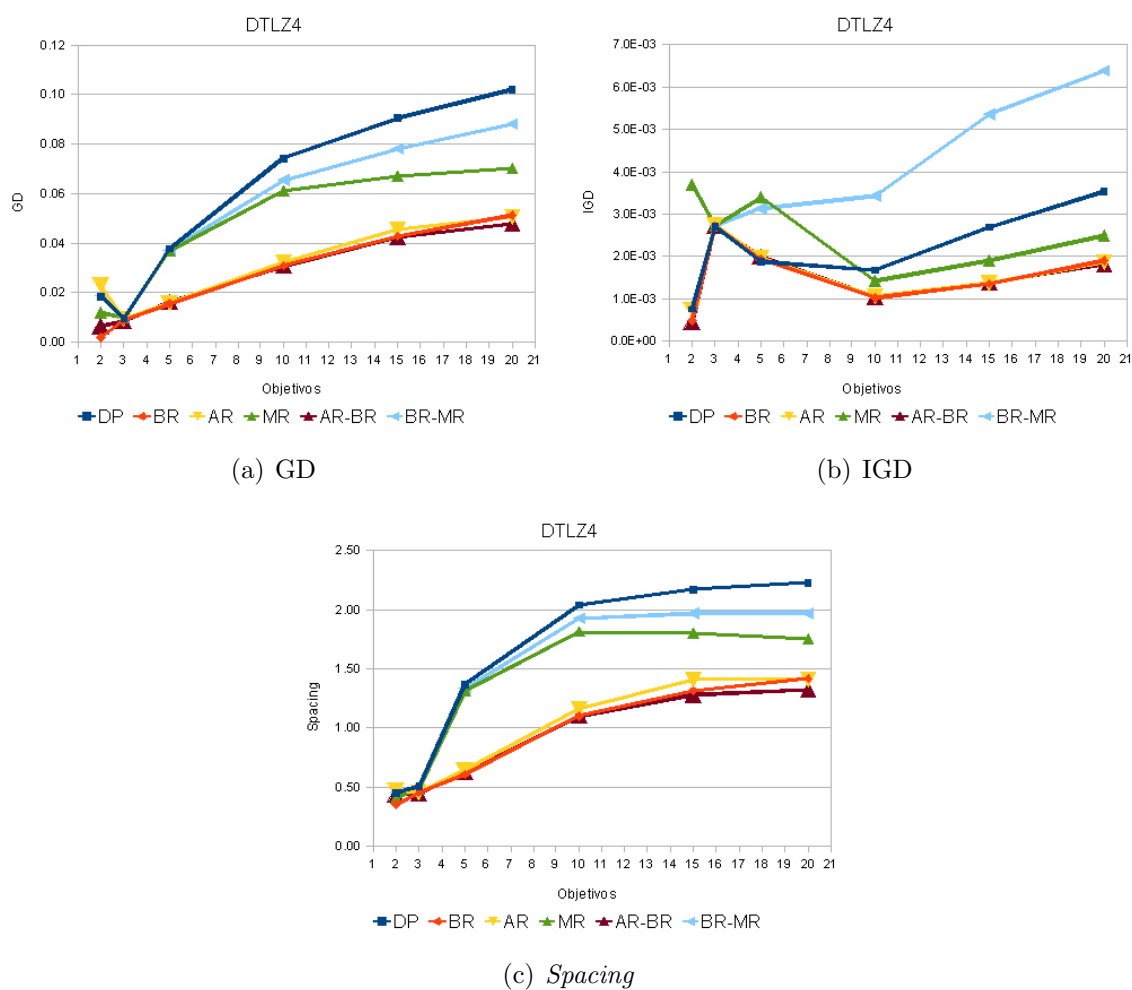 DTLZ4
0.12
0.10
0.08
0.06
0.04
0.02
0.00
GD
1 2 3 4 5 6 7 8 9 10 11 12 13 14 15 16 17 18 19 20 21
Objetivos
DP BR AR MR AR-BR BR-MR
(a) GD
DTLZ4
7.0E-03
6.0E-03
5.0E-03
4.0E-03
3.0E-03
2.0E-03
1.0E-03
0.0E+00
IGD
1 2 3 4 5 6 7 8 9 10 11 12 13 14 15 16 17 18 19 20 21
Objetivos
DP BR AR MR AR-BR BR-MR
(b) IGD
DTLZ4
2.50
2.00
1.50
1.00
0.50
0.00
Spacing
1 2 3 4 5 6 7 8 9 10 11 12 13 14 15 16 17 18 19 20 21
Objetivos
DP BR AR MR AR-BR BR-MR
(c) Spacing